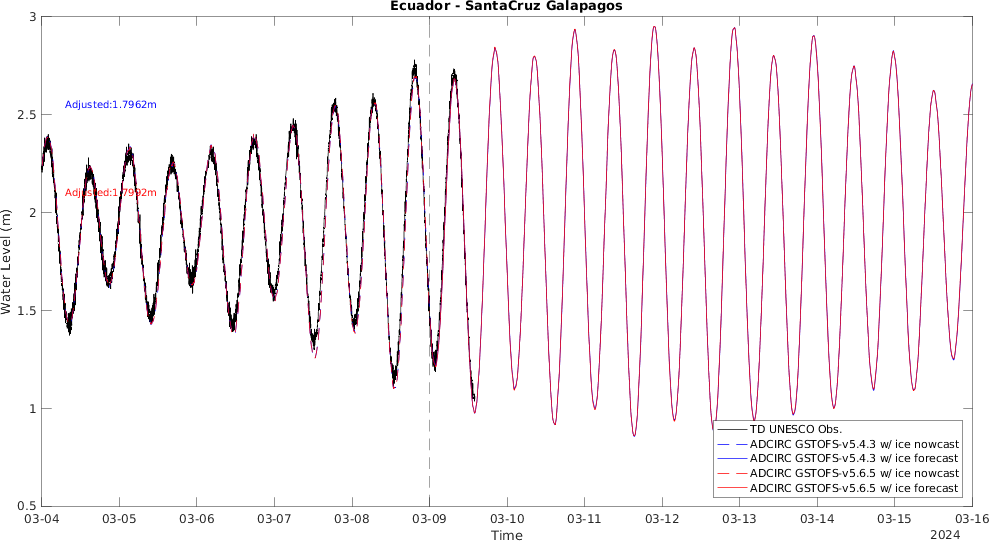 Ecuador - SantaCruz Galapagos
3
2.5
2
1.5
1
0.5
Water Level (m)
Adjusted:1.7962m
Adjusted:1.7992m
TD UNESCO Obs.
ADCIRC GSTOFS-v5.4.3 w/ ice nowcast
ADCIRC GSTOFS-v5.4.3 w/ ice forecast
ADCIRC GSTOFS-v5.6.5 w/ ice nowcast
ADCIRC GSTOFS-v5.6.5 w/ ice forecast
03-04 03-05 03-06 03-07 03-08 03-09 03-10 03-11 03-12 03-13 03-14 03-15 03-16
Time
2024